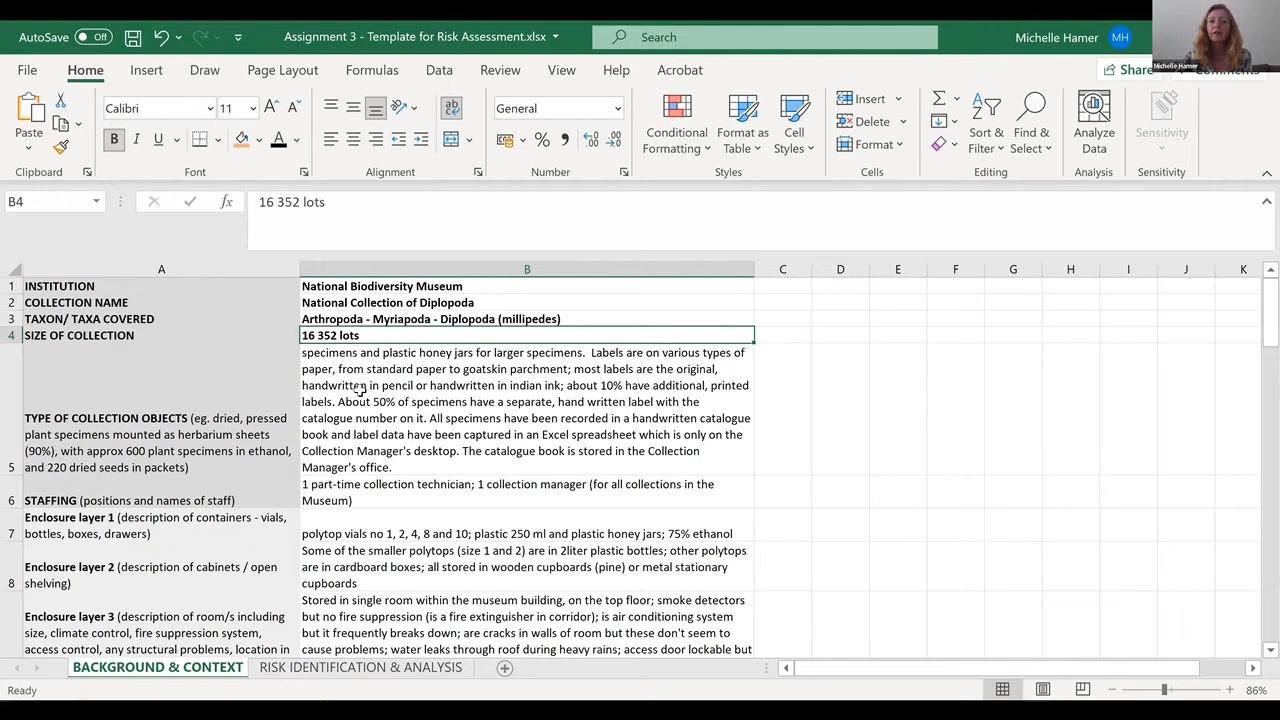 AutoSave Off Assignment 3 - Template for Risk Assessment.xlsx Search Michelle Hamer MH
Michelle Hamer
File Home Insert Draw Page Layout Formulas Data Review View Help Acrobat Share Comments
Paste
Clipboard
Calibri 11
B I U
Font
Alignment
General
Number
Conditional Formatting
Format as Table
Cell Styles
Styles
Insert
Delete
Format
Cells
Sort & Filter
Find & Select
Editing
Analyze Data
Analysis
Sensitivity
Sensitivity
B4 fx 16 352 lots
A B C D E F G H I J K
1 INSTITUTION National Biodiversity Museum
2 COLLECTION NAME National Collection of Diplopoda
3 TAXON/ TAXA COVERED Arthropoda - Myriapoda - Diplopoda (millipedes)
4 SIZE OF COLLECTION 16 352 lots
specimens and plastic honey jars for larger specimens. Labels are on various types of
paper, from standard paper to goatskin parchment; most labels are the original,
handwritten in pencil or handwritten in indian ink; about 10% have additional, printed
labels. About 50% of specimens have a separate, hand written label with the
TYPE OF COLLECTION OBJECTS (eg. dried, pressed catalogue number on it. All specimens have been recorded in a handwritten catalogue
plant specimens mounted as herbarium sheets book and label data have been captured in an Excel spreadsheet which is only on the
(90%), with approx 600 plant specimens in ethanol, Collection Manager's desktop. The catalogue book is stored in the Collection
5 and 220 dried seeds in packets) Manager's office.
1 part-time collection technician; 1 collection manager (for all collections in the
6 STAFFING (positions and names of staff) Museum)
Enclosure layer 1 (description of containers - vials,
7 bottles, boxes, drawers) polytop vials no 1, 2, 4, 8 and 10; plastic 250 ml and plastic honey jars; 75% ethanol
Some of the smaller polytops (size 1 and 2) are in 2liter plastic bottles; other polytops
Enclosure layer 2 (description of cabinets / open are in cardboard boxes; all stored in wooden cupboards (pine) or metal stationary
8 shelving) cupboards
Stored in single room within the museum building, on the top floor; smoke detectors
Enclosure layer 3 (description of room/s including but no fire suppression (is a fire extinguisher in corridor); is air conditioning system
size, climate control, fire suppression system, but it frequently breaks down; are cracks in walls of room but these don't seem to
access control, any structural problems, location in cause problems; water leaks through roof during heavy rains; access door lockable but
BACKGROUND & CONTEXT RISK IDENTIFICATION & ANALYSIS
Ready 86%